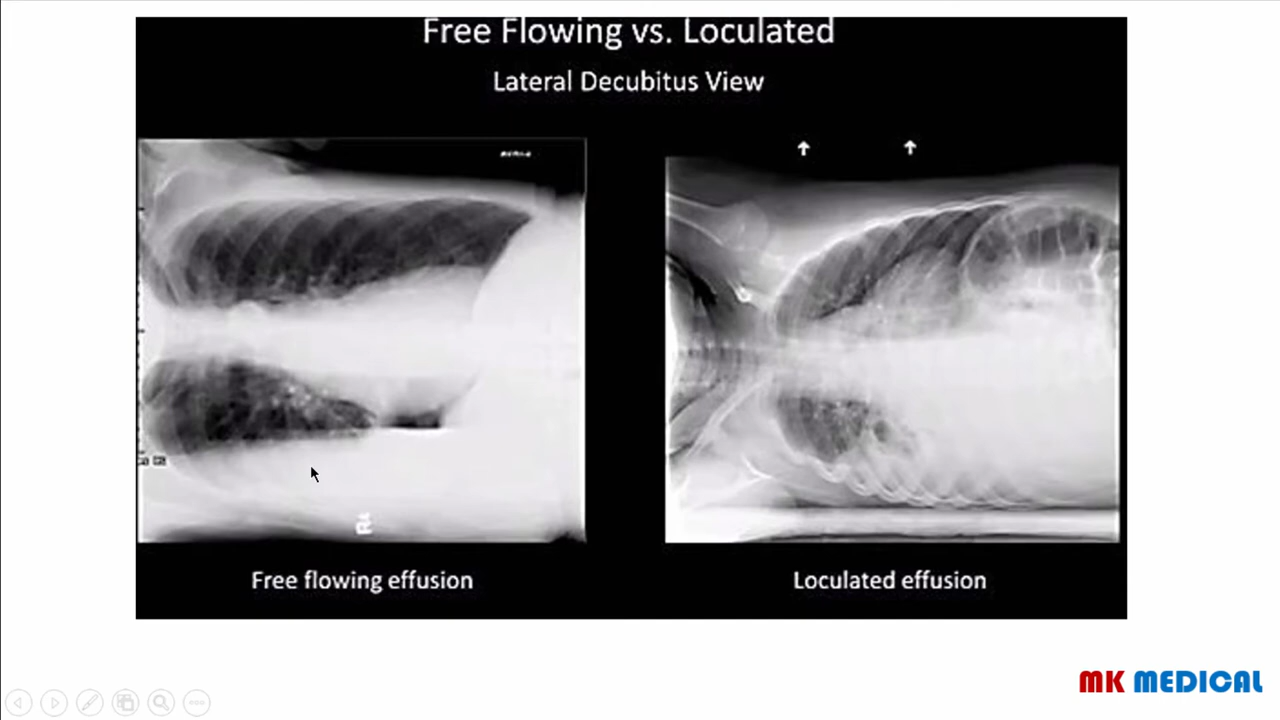 Free Flowing vs. Loculated
Lateral Decubitus View
Free flowing effusion
Loculated effusion
MK MEDICAL